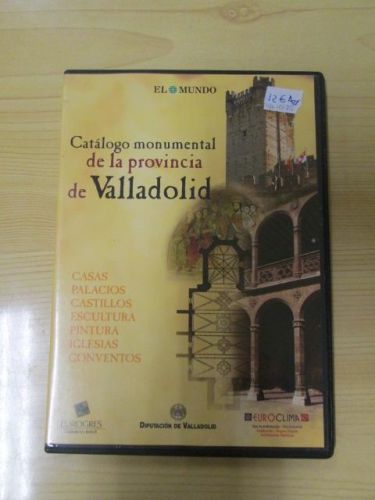 EL MUNDO
12€
Catálogo monumental
de la provincia
de Valladolid
CASAS
PALACIOS
CASTILLOS
ESCULTURA
PINTURA
IGLESIAS
CONVENTOS
EUROGRES
DIPUTACIÓN DE VALLADOLID
EUROCLIMA